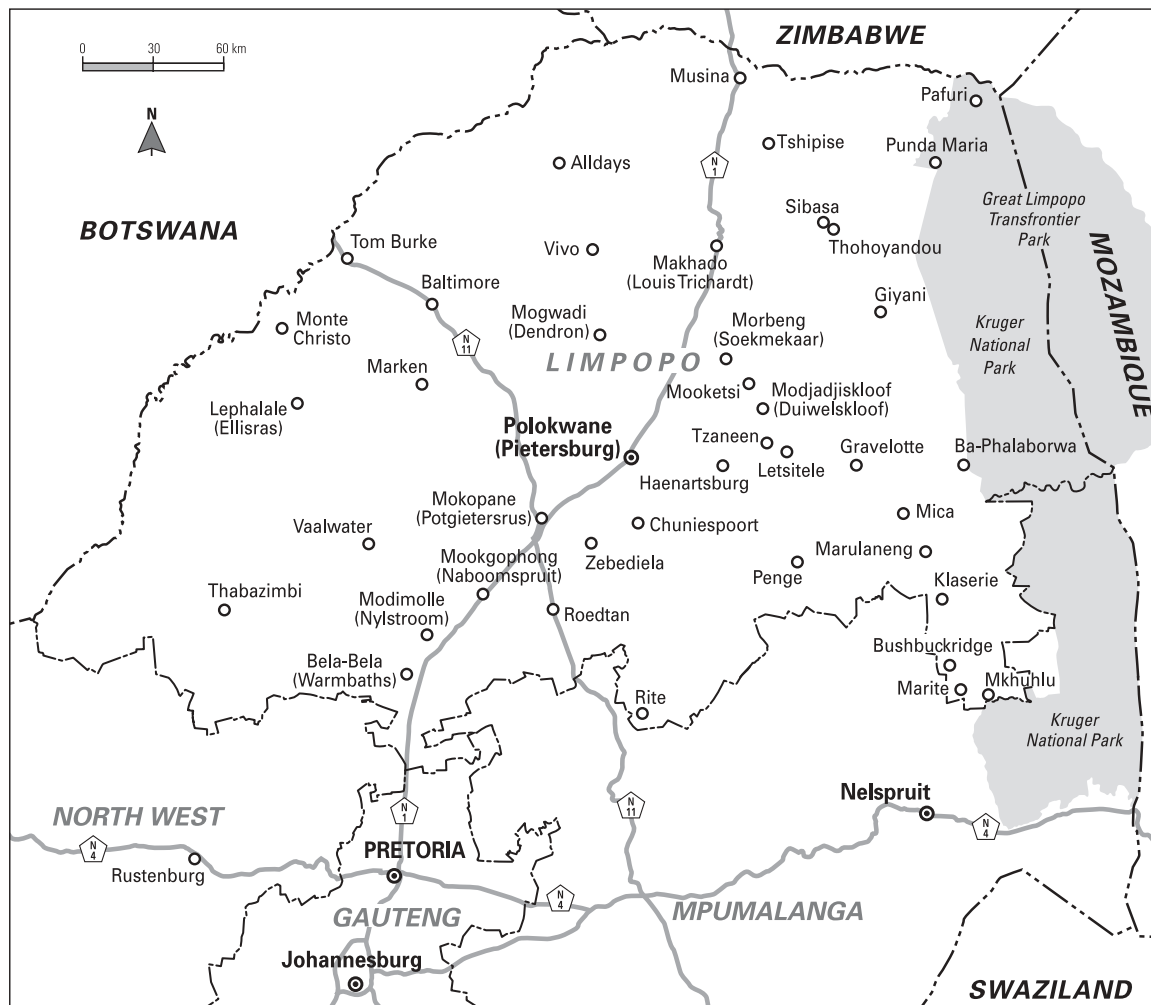 ZIMBABWE
0 30 60 km
Musina
Pafuri
N
Tshipise
Punda Maria
Alldays
N
1
Great Limpopo
Transfrontier
Park
Sibasa
BOTSWANA
Thohoyandou
Tom Burke
Vivo
Makhado
(Louis Trichardt)
MOZAMBIQUE
Baltimore
Giyani
Monte
Christo
Mogwadi
(Dendron)
Morbeng
(Soekmekaar)
Kruger
National
Park
N
11
LIMPOPO
Marken
Mooketsi
Modjadjiskloof
(Duiwelskloof)
Lephalale
(Ellisras)
Polokwane
(Pietersburg)
Tzaneen
Letsitele
Gravelotte
Ba-Phalaborwa
Haenartsburg
Mokopane
(Potgietersrus)
Chuniespoort
Mica
Vaalwater
Mookgophong
(Naboomspruit)
Zebediela
Marulaneng
Penge
Klaserie
Thabazimbi
Modimolle
(Nylstroom)
Roedtan
Bushbuckridge
Bela-Bela
(Warmbaths)
Marite
Mkhuhlu
Rite
Kruger
National Park
Nelspruit
NORTH WEST
N
1
N
11
N
4
N
4
PRETORIA
Rustenburg
N
4
GAUTENG
MPUMALANGA
Johannesburg
SWAZILAND